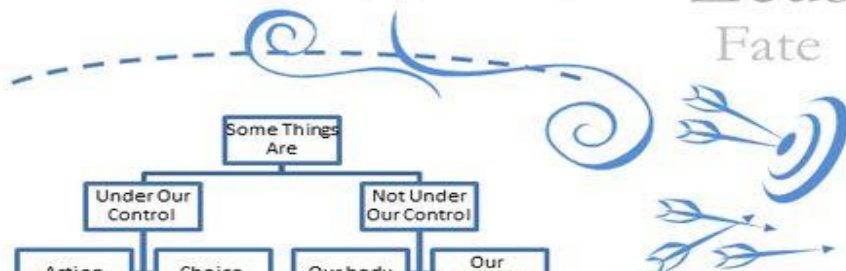 Fate
Some Things
Are
Under Our
Control
Not Under
Our Control
Action
Choice
Our body
Our